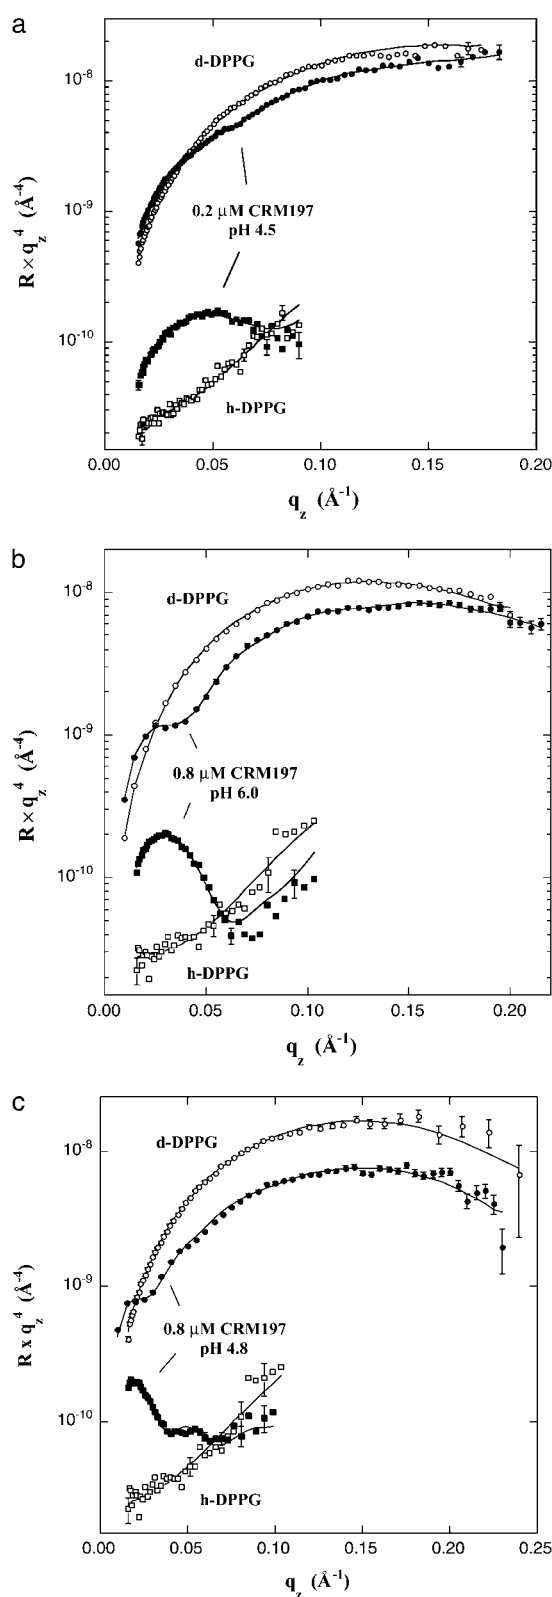 a
10⁻⁸
10⁻⁹
10⁻¹⁰
R × q_z⁴ (Å⁻⁴)
d-DPPG
0.2 µM CRM197
pH 4.5
h-DPPG
0.00 0.05 0.10 0.15 0.20
q_z (Å⁻¹)
b
10⁻⁸
10⁻⁹
10⁻¹⁰
R × q_z⁴ (Å⁻⁴)
d-DPPG
0.8 µM CRM197
pH 6.0
h-DPPG
0.00 0.05 0.10 0.15 0.20
q_z (Å⁻¹)
c
10⁻⁸
10⁻⁹
10⁻¹⁰
R x q_z⁴ (Å⁻⁴)
d-DPPG
0.8 µM CRM197
pH 4.8
h-DPPG
0.00 0.05 0.10 0.15 0.20 0.25
q_z (Å⁻¹)